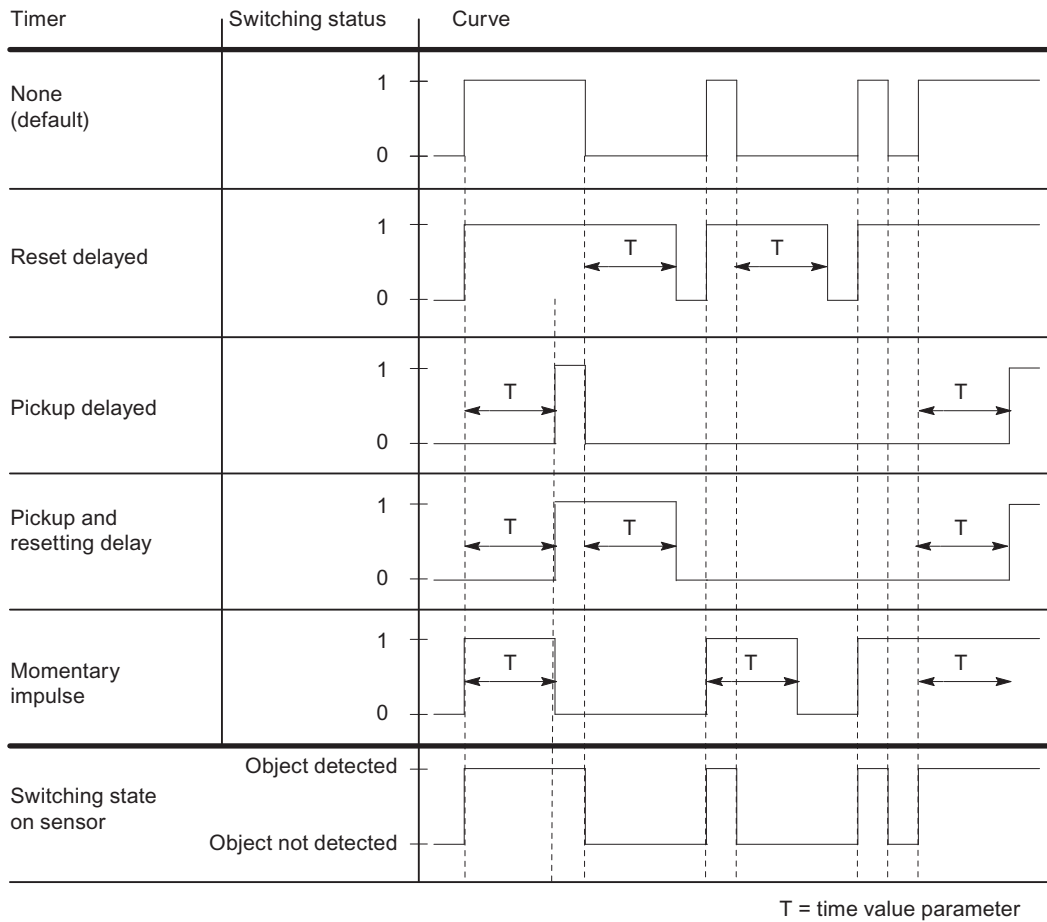 Timer Switching status Curve
None
(default)
1
0
Reset delayed
1
T T
0
Pickup delayed
1
T T
0
Pickup and
resetting delay
1
T T T
0
Momentary
impulse
1
T T T
0
Switching state
on sensor
Object detected
Object not detected
T = time value parameter